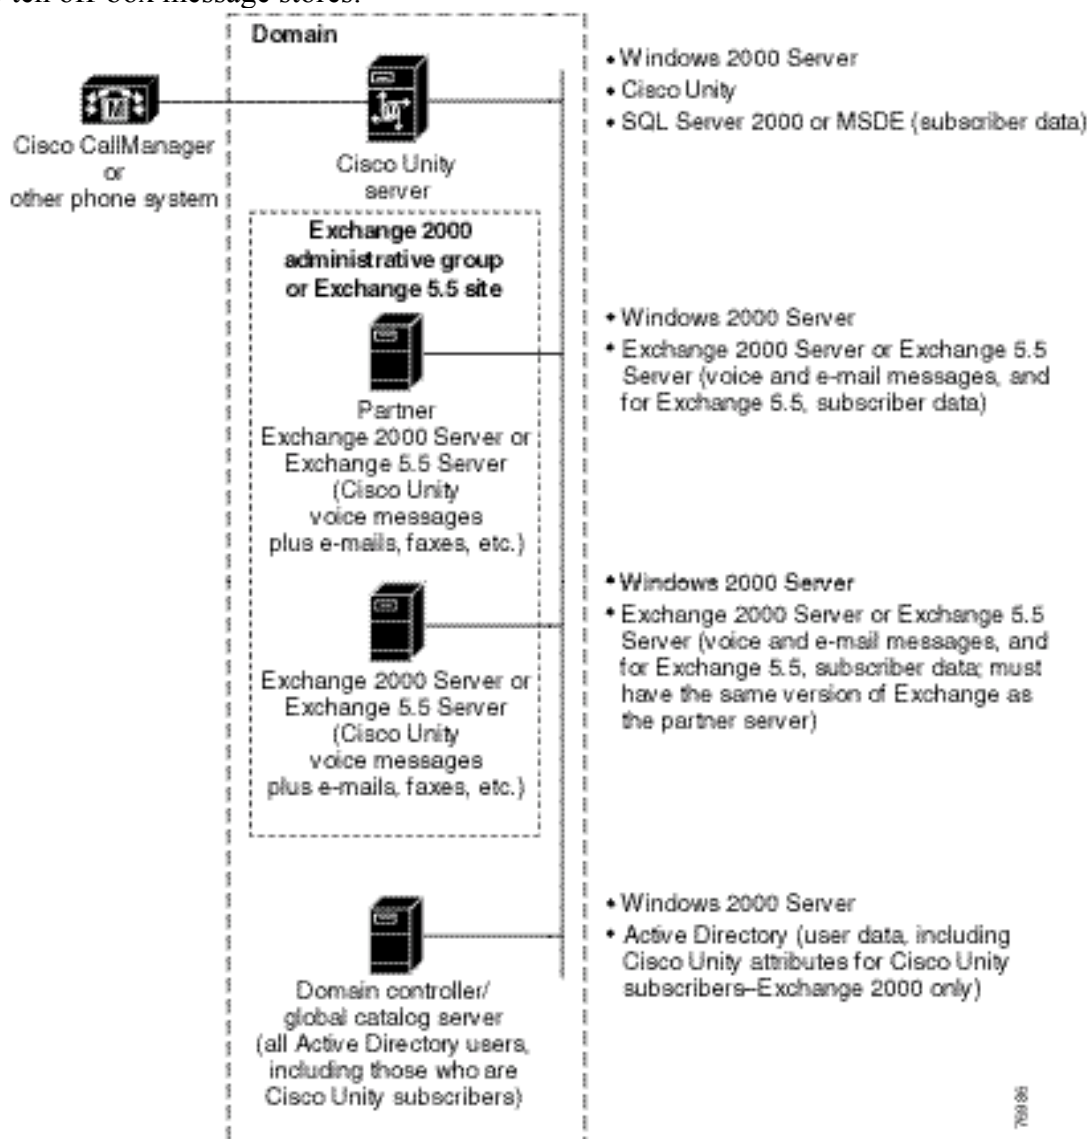 ten off-box message stores.
Domain
Cisco CallManager
or
other phone system
Cisco Unity
server
• Windows 2000 Server
• Cisco Unity
• SQL Server 2000 or MSDE (subscriber data)
Exchange 2000
administrative group
or Exchange 5.5 site
Partner
Exchange 2000 Server or
Exchange 5.5 Server
(Cisco Unity
voice messages
plus e-mails, faxes, etc.)
• Windows 2000 Server
• Exchange 2000 Server or Exchange 5.5
Server (voice and e-mail messages, and
for Exchange 5.5, subscriber data)
Exchange 2000 Server or
Exchange 5.5 Server
(Cisco Unity
voice messages
plus e-mails, faxes, etc.)
• Windows 2000 Server
• Exchange 2000 Server or Exchange 5.5
Server (voice and e-mail messages, and
for Exchange 5.5, subscriber data; must
have the same version of Exchange as
the partner server)
Domain controller/
global catalog server
(all Active Directory users,
including those who are
Cisco Unity subscribers)
• Windows 2000 Server
• Active Directory (user data, including
Cisco Unity attributes for Cisco Unity
subscribers–Exchange 2000 only)